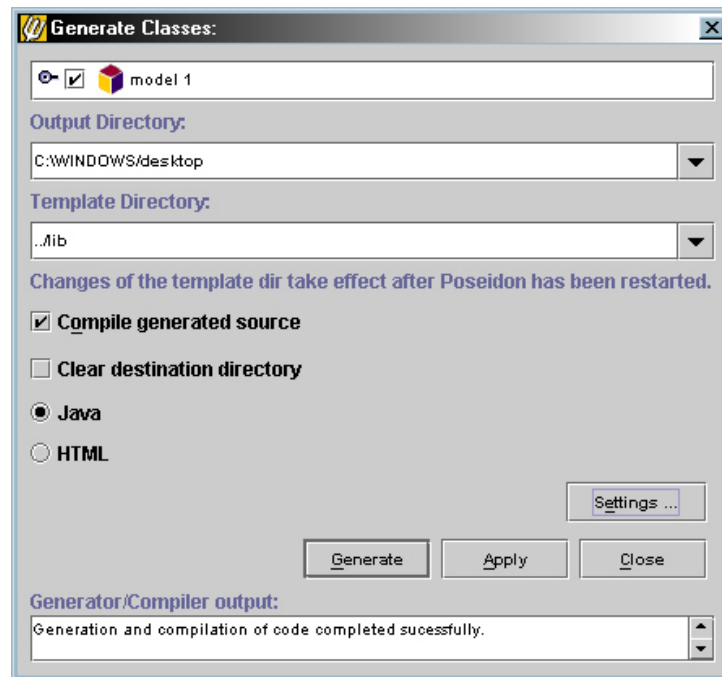 Generate Classes:
model 1
Output Directory:
C:\WINDOWS/desktop
Template Directory:
../lib
Changes of the template dir take effect after Poseidon has been restarted.
Compile generated source
Clear destination directory
Java
HTML
Settings ...
Generate Apply Close
Generator/Compiler output:
Generation and compilation of code completed sucessfully.